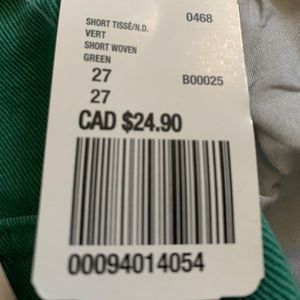 SHORT TISSÉ/N.D. 0468
VERT
SHORT WOVEN
GREEN
27 B00025
27
CAD $24.90
00094014054